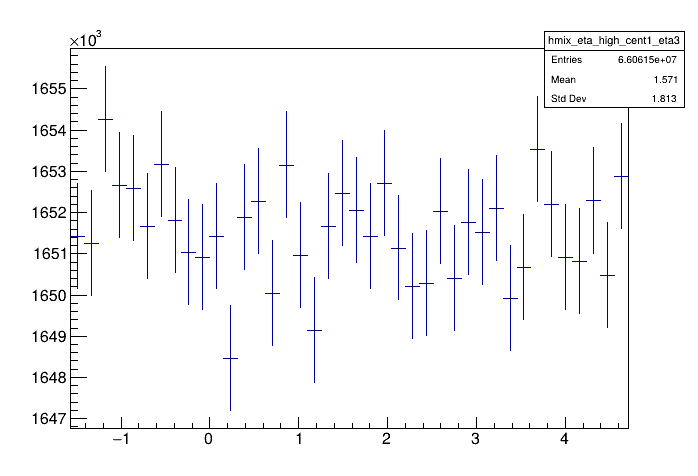 ×10³
hmix_eta_high_cent1_eta3
Entries 6.60615e+07
Mean 1.571
Std Dev 1.813
1655
1654
1653
1652
1651
1650
1649
1648
1647
−1 0 1 2 3 4